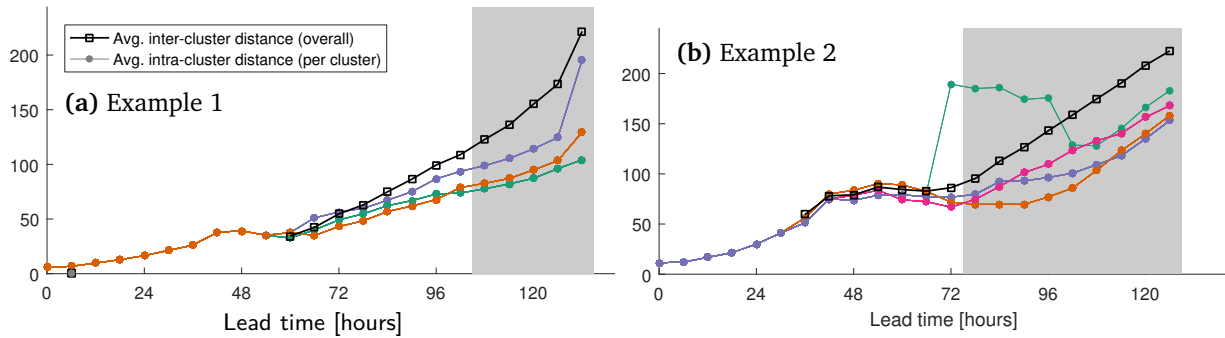 Avg. inter-cluster distance (overall)
Avg. intra-cluster distance (per cluster)
(a) Example 1
200
150
100
50
0
0 24 48 72 96 120
Lead time [hours]
(b) Example 2
200
150
100
50
0
0 24 48 72 96 120
Lead time [hours]